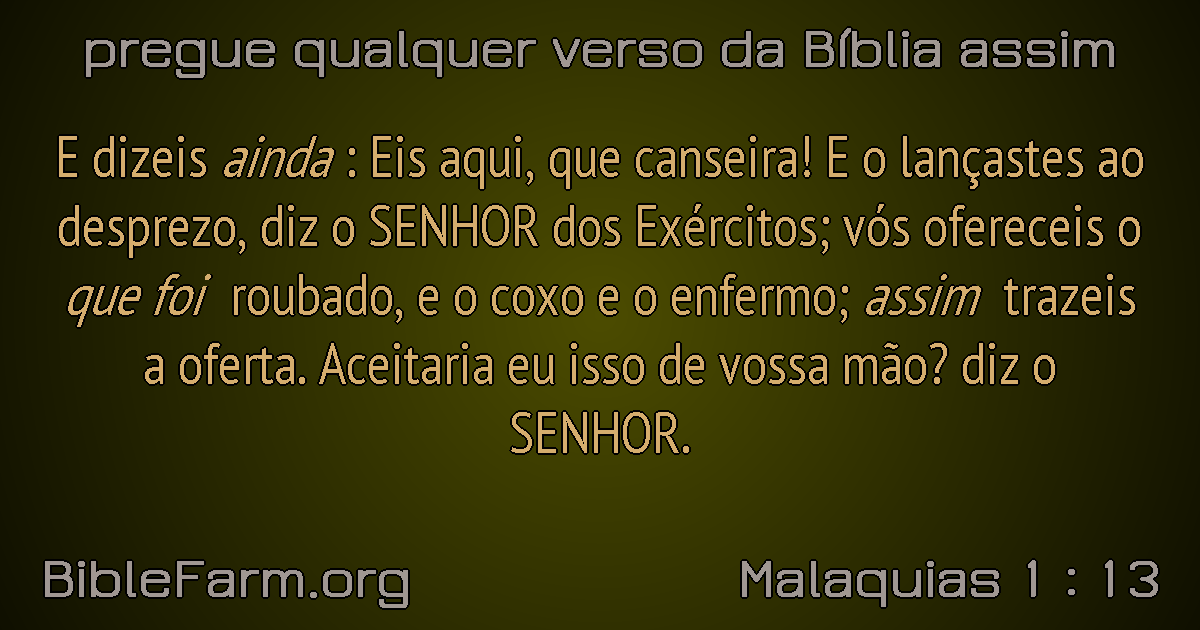 pregue qualquer verso da Bíblia assim
E dizeis ainda : Eis aqui, que canseira! E o lançastes ao
desprezo, diz o SENHOR dos Exércitos; vós ofereceis o
que foi roubado, e o coxo e o enfermo; assim trazeis
a oferta. Aceitaria eu isso de vossa mão? diz o
SENHOR.
BibleFarm.org
Malaquias 1 : 13